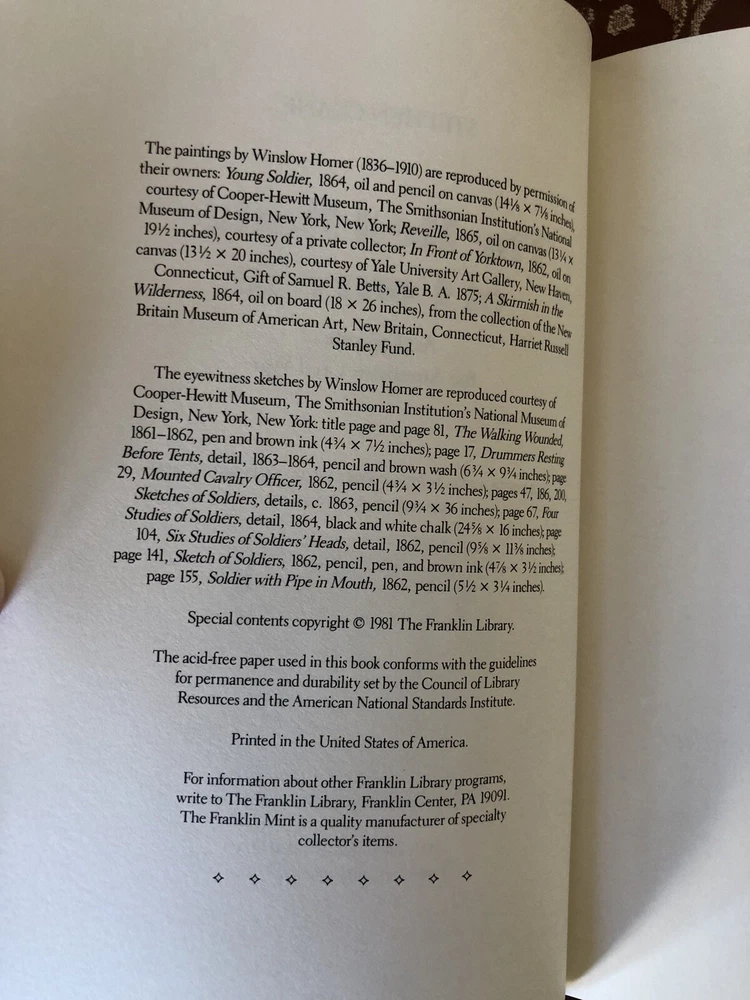 The paintings by Winslow Homer (1836–1910) are reproduced by permission of
their owners: Young Soldier, 1864, oil and pencil on canvas (14⅛ × 7⅛ inches),
courtesy of Cooper-Hewitt Museum, The Smithsonian Institution's National
Museum of Design, New York, New York; Reveille, 1865, oil on canvas (13¼ ×
19½ inches), courtesy of a private collector; In Front of Yorktown, 1862, oil on
canvas (13½ × 20 inches), courtesy of Yale University Art Gallery, New Haven,
Connecticut, Gift of Samuel R. Betts, Yale B. A. 1875; A Skirmish in the
Wilderness, 1864, oil on board (18 × 26 inches), from the collection of the New
Britain Museum of American Art, New Britain, Connecticut, Harriet Russell
Stanley Fund.
The eyewitness sketches by Winslow Homer are reproduced courtesy of
Cooper-Hewitt Museum, The Smithsonian Institution's National Museum of
Design, New York, New York: title page and page 81, The Walking Wounded,
1861–1862, pen and brown ink (4¾ × 7½ inches); page 17, Drummers Resting
Before Tents, detail, 1863–1864, pencil and brown wash (6¾ × 9¾ inches); page
29, Mounted Cavalry Officer, 1862, pencil (4¾ × 3½ inches); pages 47, 186, 200,
Sketches of Soldiers, details, c. 1863, pencil (9¾ × 36 inches); page 67, Four
Studies of Soldiers, detail, 1864, black and white chalk (24⅝ × 16 inches); page
104, Six Studies of Soldiers' Heads, detail, 1862, pencil (9⅝ × 11⅜ inches);
page 141, Sketch of Soldiers, 1862, pencil, pen, and brown ink (4⅞ × 3½ inches);
page 155, Soldier with Pipe in Mouth, 1862, pencil (5½ × 3¼ inches).
Special contents copyright © 1981 The Franklin Library.
The acid-free paper used in this book conforms with the guidelines
for permanence and durability set by the Council of Library
Resources and the American National Standards Institute.
Printed in the United States of America.
For information about other Franklin Library programs,
write to The Franklin Library, Franklin Center, PA 19091.
The Franklin Mint is a quality manufacturer of specialty
collector's items.